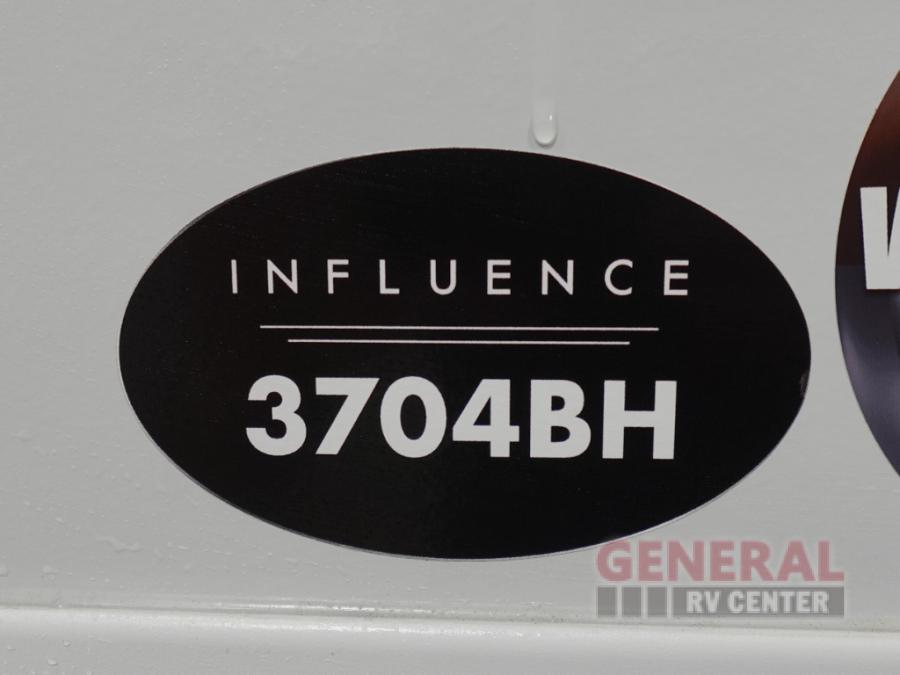 INFLUENCE
3704BH
GENERAL
RV CENTER